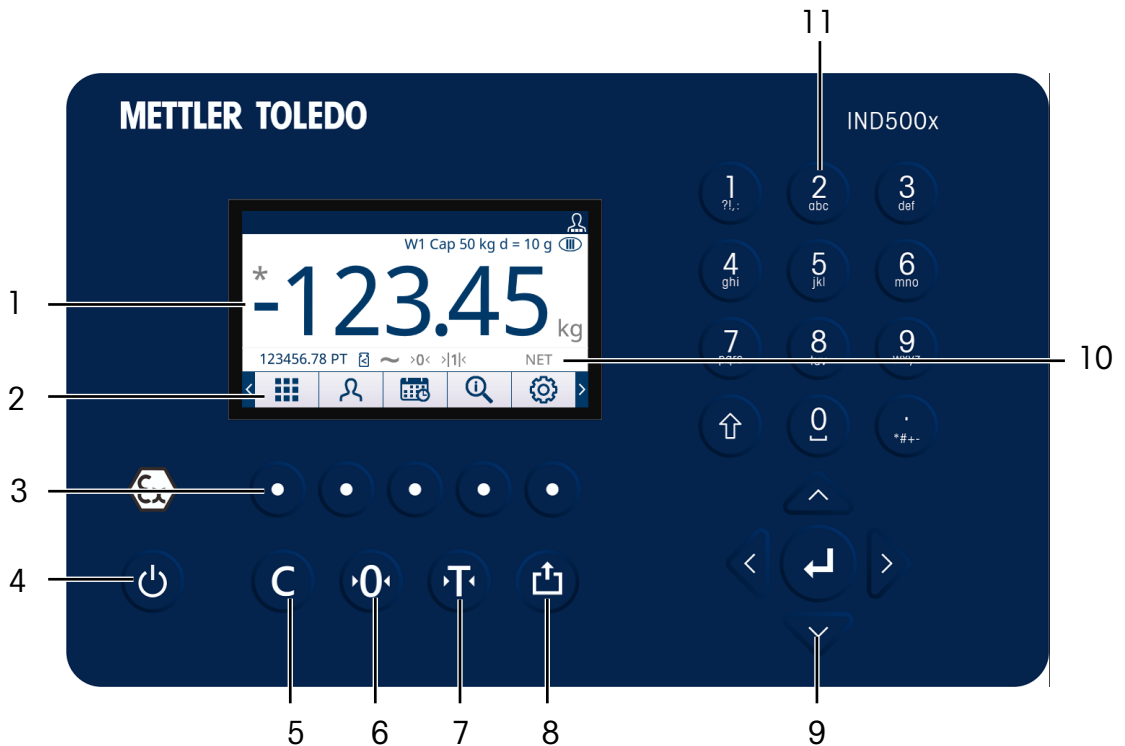 11
METTLER TOLEDO
IND500x
1
?!,:
2
abc
3
def
W1 Cap 50 kg d = 10 g
*-123.45 kg
4
ghi
5
jkl
6
mno
1
123456.78 PT >0< >|1|< NET
7
8
9
10
2
0
.
*#+-
3
εx
4
C
0
T
5
6
7
8
9